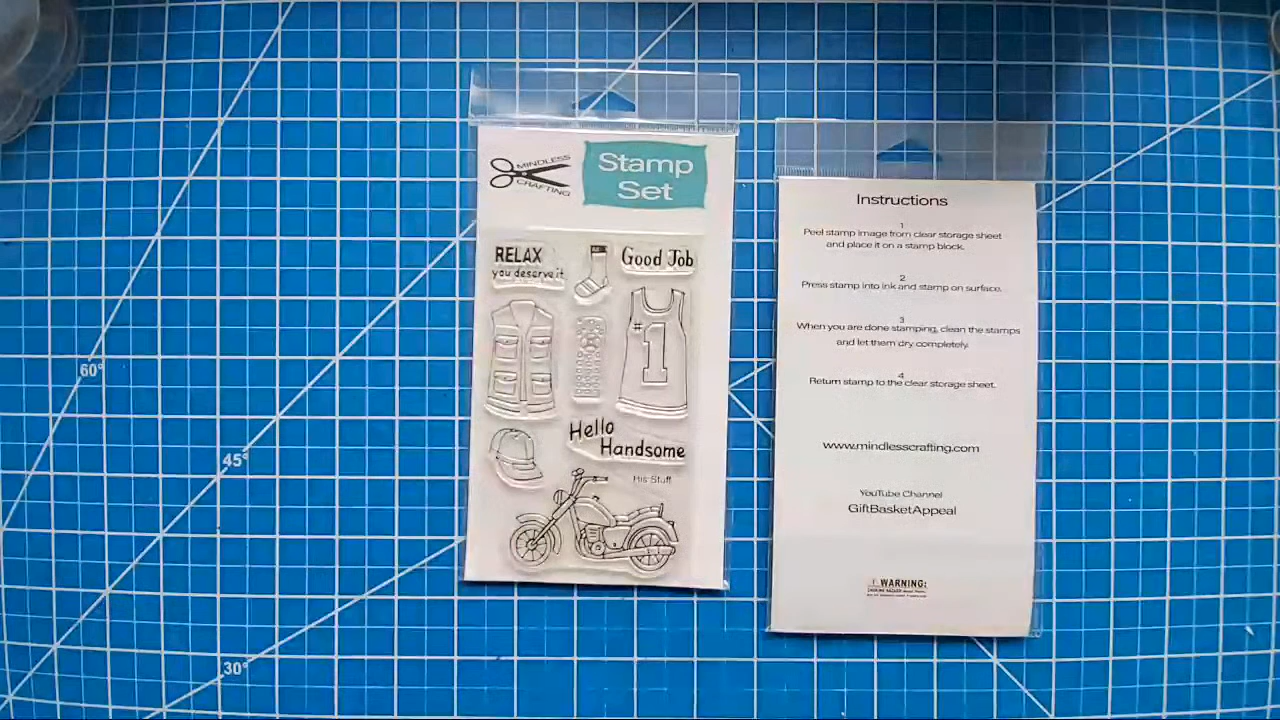 MINDLESS
CRAFTING
Stamp
Set
RELAX
you deserve it
Good Job
#1
Hello
Handsome
His Stuff
Instructions
1
Peel stamp image from clear storage sheet
and place it on a stamp block.
2
Press stamp into ink and stamp on surface.
3
When you are done stamping, clean the stamps
and let them dry completely.
4
Return stamp to the clear storage sheet.
www.mindlesscrafting.com
YouTube Channel
GiftBasketAppeal
WARNING:
60°
45°
30°